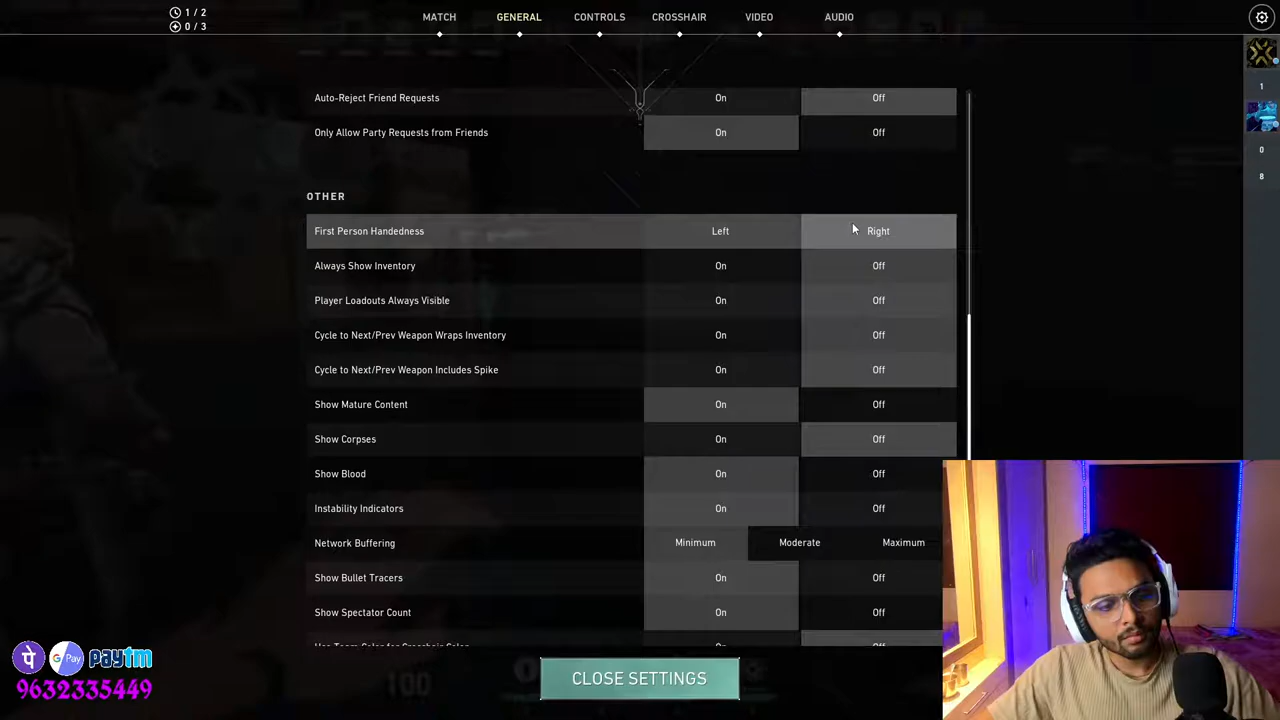 1 / 2
0 / 3
MATCH GENERAL CONTROLS CROSSHAIR VIDEO AUDIO
Auto-Reject Friend Requests On Off
Only Allow Party Requests from Friends On Off
OTHER
First Person Handedness Left Right
Always Show Inventory On Off
Player Loadouts Always Visible On Off
Cycle to Next/Prev Weapon Wraps Inventory On Off
Cycle to Next/Prev Weapon Includes Spike On Off
Show Mature Content On Off
Show Corpses On Off
Show Blood On Off
Instability Indicators On Off
Network Buffering Minimum Moderate Maximum
Show Bullet Tracers On Off
Show Spectator Count On Off
CLOSE SETTINGS
100
1
0
8
पे G Pay paytm
9632335449